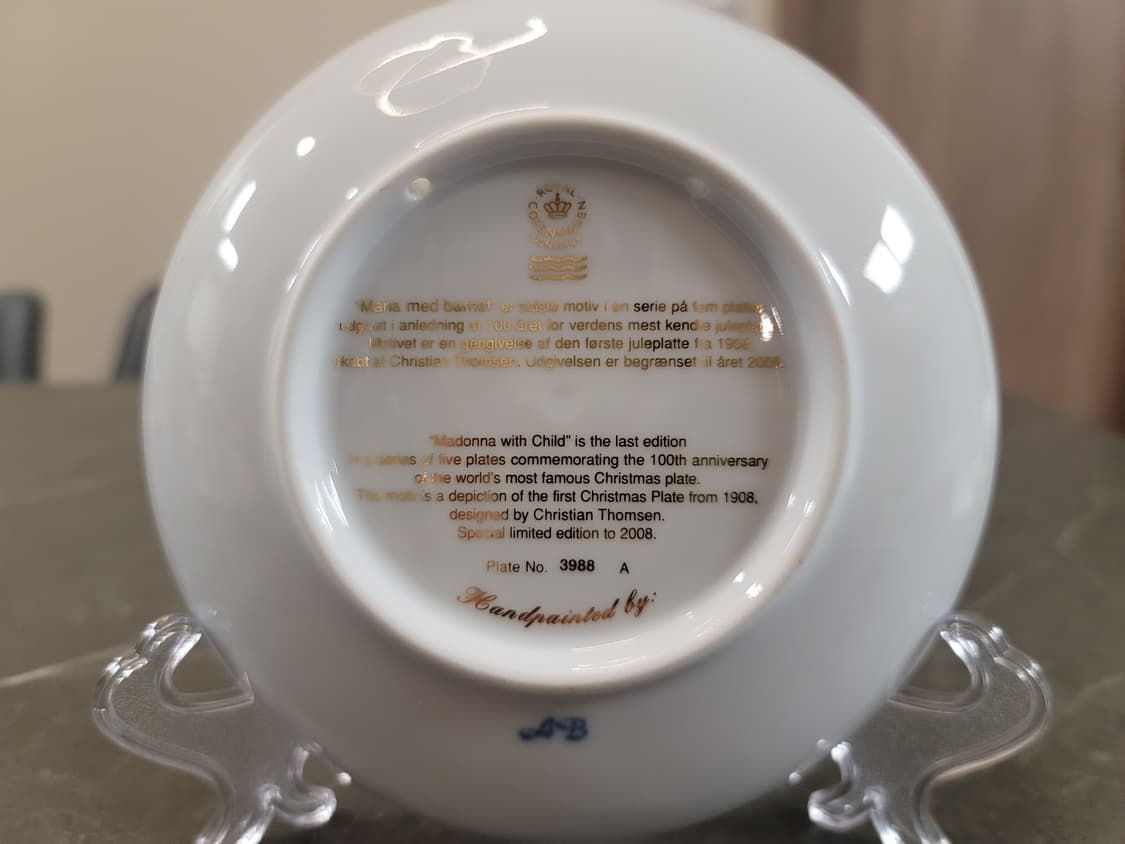 ROYAL
COPENHAGEN
DENMARK
"Maria med barnet" er sidste motiv i en serie på fem platter,
udgivet i anledning af 100 året for verdens mest kendte juleplatte.
Motivet er en gengivelse af den første juleplatte fra 1908,
skabt af Christian Thomsen. Udgivelsen er begrænset til året 2008.
"Madonna with Child" is the last edition
in a series of five plates commemorating the 100th anniversary
of the world's most famous Christmas plate.
The motif is a depiction of the first Christmas Plate from 1908,
designed by Christian Thomsen.
Special limited edition to 2008.
Plate No. 3988 A
Handpainted by:
AB